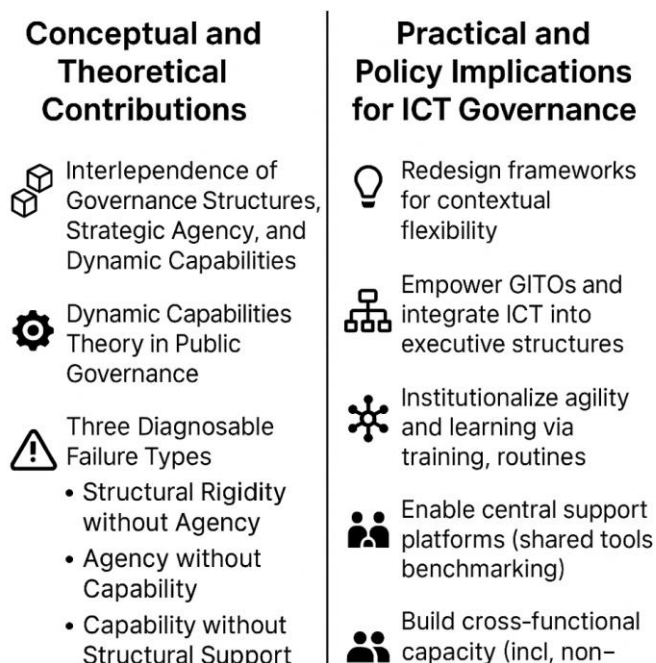 Conceptual and
Theoretical
Contributions
Interlependence of
Governance Structures,
Strategic Agency, and
Dynamic Capabilities
Dynamic Capabilities
Theory in Public
Governance
Three Diagnosable
Failure Types
• Structural Rigidity
without Agency
• Agency without
Capability
• Capability without
Structural Support
Practical and
Policy Implications
for ICT Governance
Redesign frameworks
for contextual
flexibility
Empower GITOs and
integrate ICT into
executive structures
Institutionalize agility
and learning via
training, routines
Enable central support
platforms (shared tools
benchmarking)
Build cross-functional
capacity (incl, non–